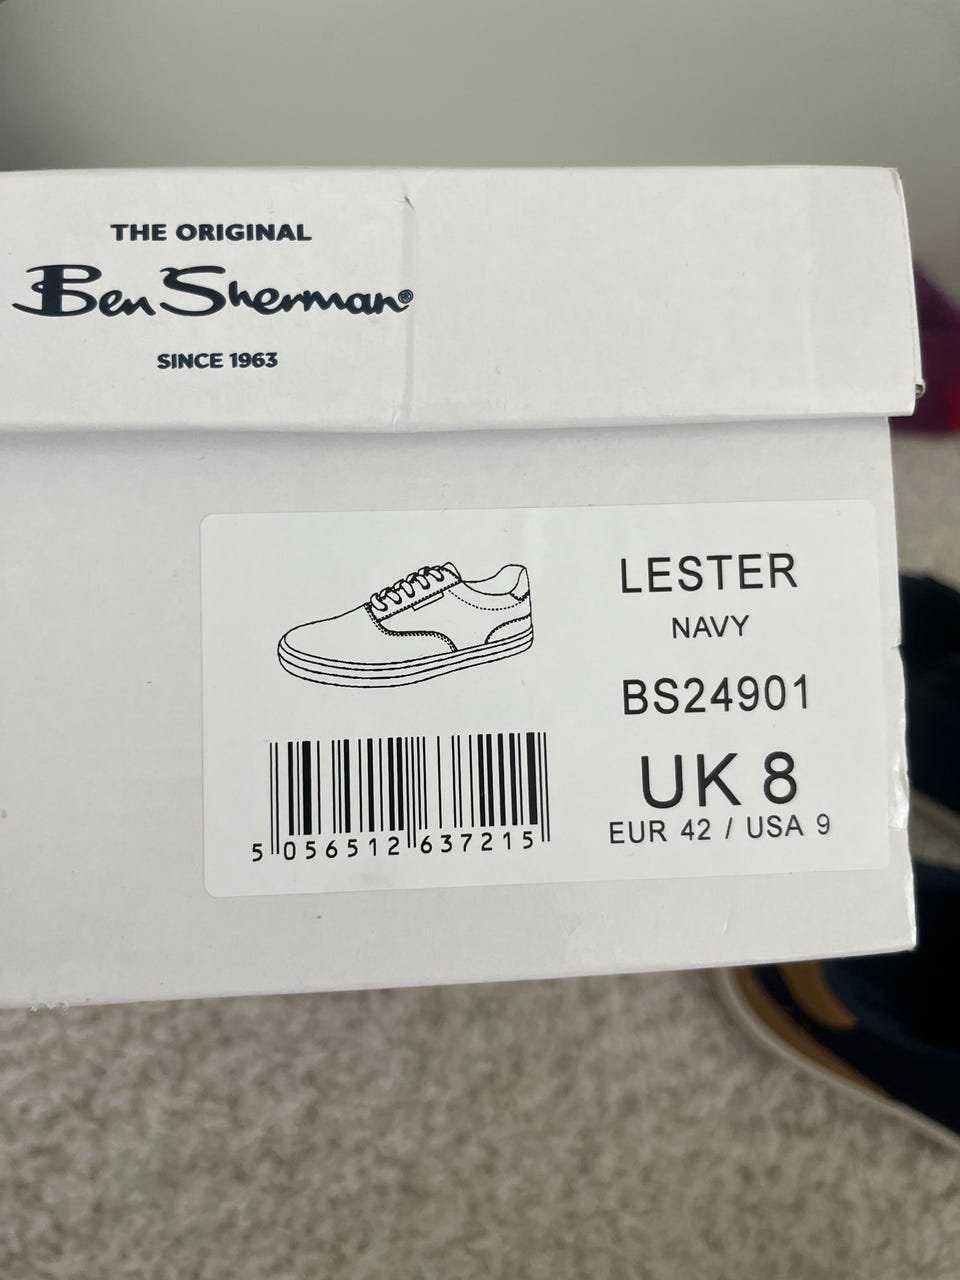 THE ORIGINAL
Ben Sherman®
SINCE 1963
LESTER
NAVY
BS24901
UK 8
EUR 42 / USA 9
5 056512 637215